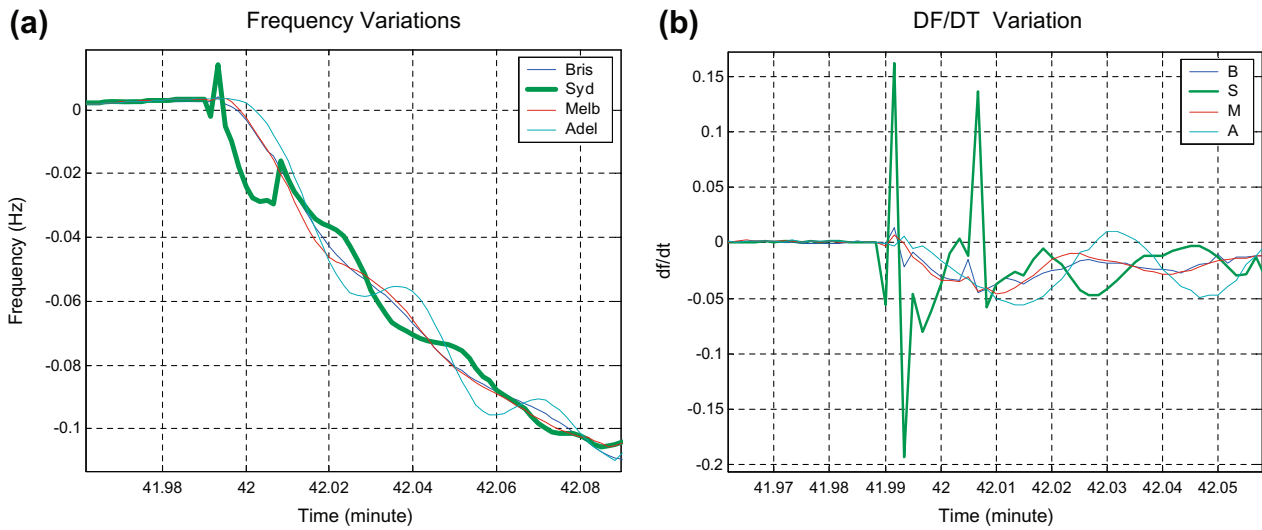 (a)
Frequency Variations
Bris
Syd
Melb
Adel
0
-0.02
-0.04
-0.06
-0.08
-0.1
Frequency (Hz)
41.98
42
42.02
42.04
42.06
42.08
Time (minute)
(b)
DF/DT Variation
B
S
M
A
0.15
0.1
0.05
0
-0.05
-0.1
-0.15
-0.2
df/dt
41.97
41.98
41.99
42
42.01
42.02
42.03
42.04
42.05
Time (minute)